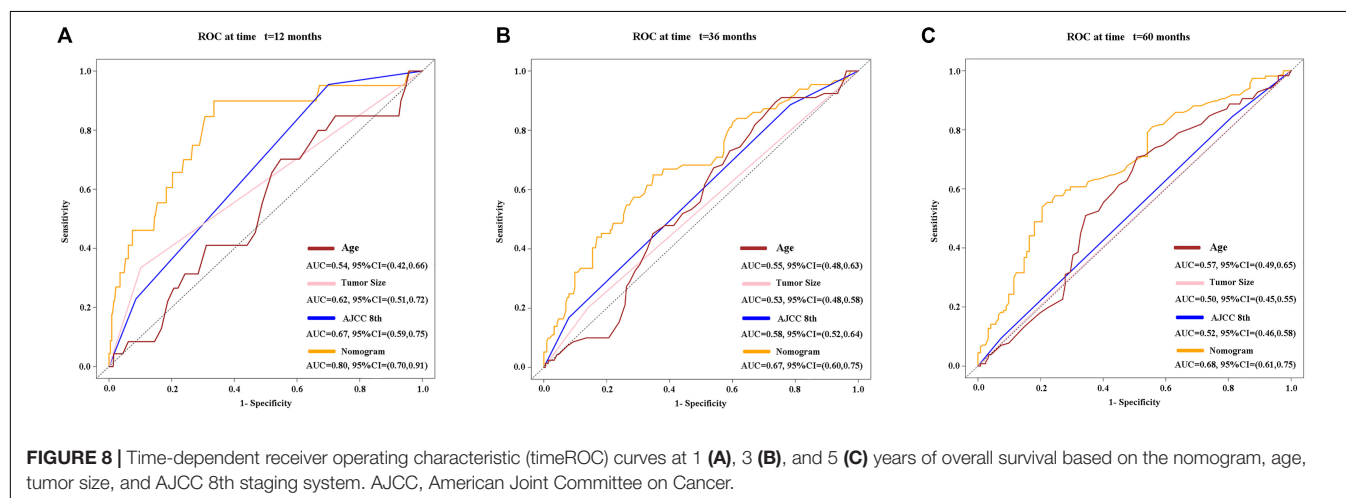 A
ROC at time t=12 months
Sensitivity
1.0
0.8
0.6
0.4
0.2
0.0
Age
AUC=0.54, 95%CI=(0.42,0.66)
Tumor Size
AUC=0.62, 95%CI=(0.51,0.72)
AJCC 8th
AUC=0.67, 95%CI=(0.59,0.75)
Nomogram
AUC=0.80, 95%CI=(0.70,0.91)
0.0 0.2 0.4 0.6 0.8 1.0
1- Specificity
B
ROC at time t=36 months
Sensitivity
1.0
0.8
0.6
0.4
0.2
0.0
Age
AUC=0.55, 95%CI=(0.48,0.63)
Tumor Size
AUC=0.53, 95%CI=(0.48,0.58)
AJCC 8th
AUC=0.58, 95%CI=(0.52,0.64)
Nomogram
AUC=0.67, 95%CI=(0.60,0.75)
0.0 0.2 0.4 0.6 0.8 1.0
1- Specificity
C
ROC at time t=60 months
Sensitivity
1.0
0.8
0.6
0.4
0.2
0.0
Age
AUC=0.57, 95%CI=(0.49,0.65)
Tumor Size
AUC=0.50, 95%CI=(0.45,0.55)
AJCC 8th
AUC=0.52, 95%CI=(0.46,0.58)
Nomogram
AUC=0.68, 95%CI=(0.61,0.75)
0.0 0.2 0.4 0.6 0.8 1.0
1- Specificity
FIGURE 8 | Time-dependent receiver operating characteristic (timeROC) curves at 1 (A), 3 (B), and 5 (C) years of overall survival based on the nomogram, age,
tumor size, and AJCC 8th staging system. AJCC, American Joint Committee on Cancer.